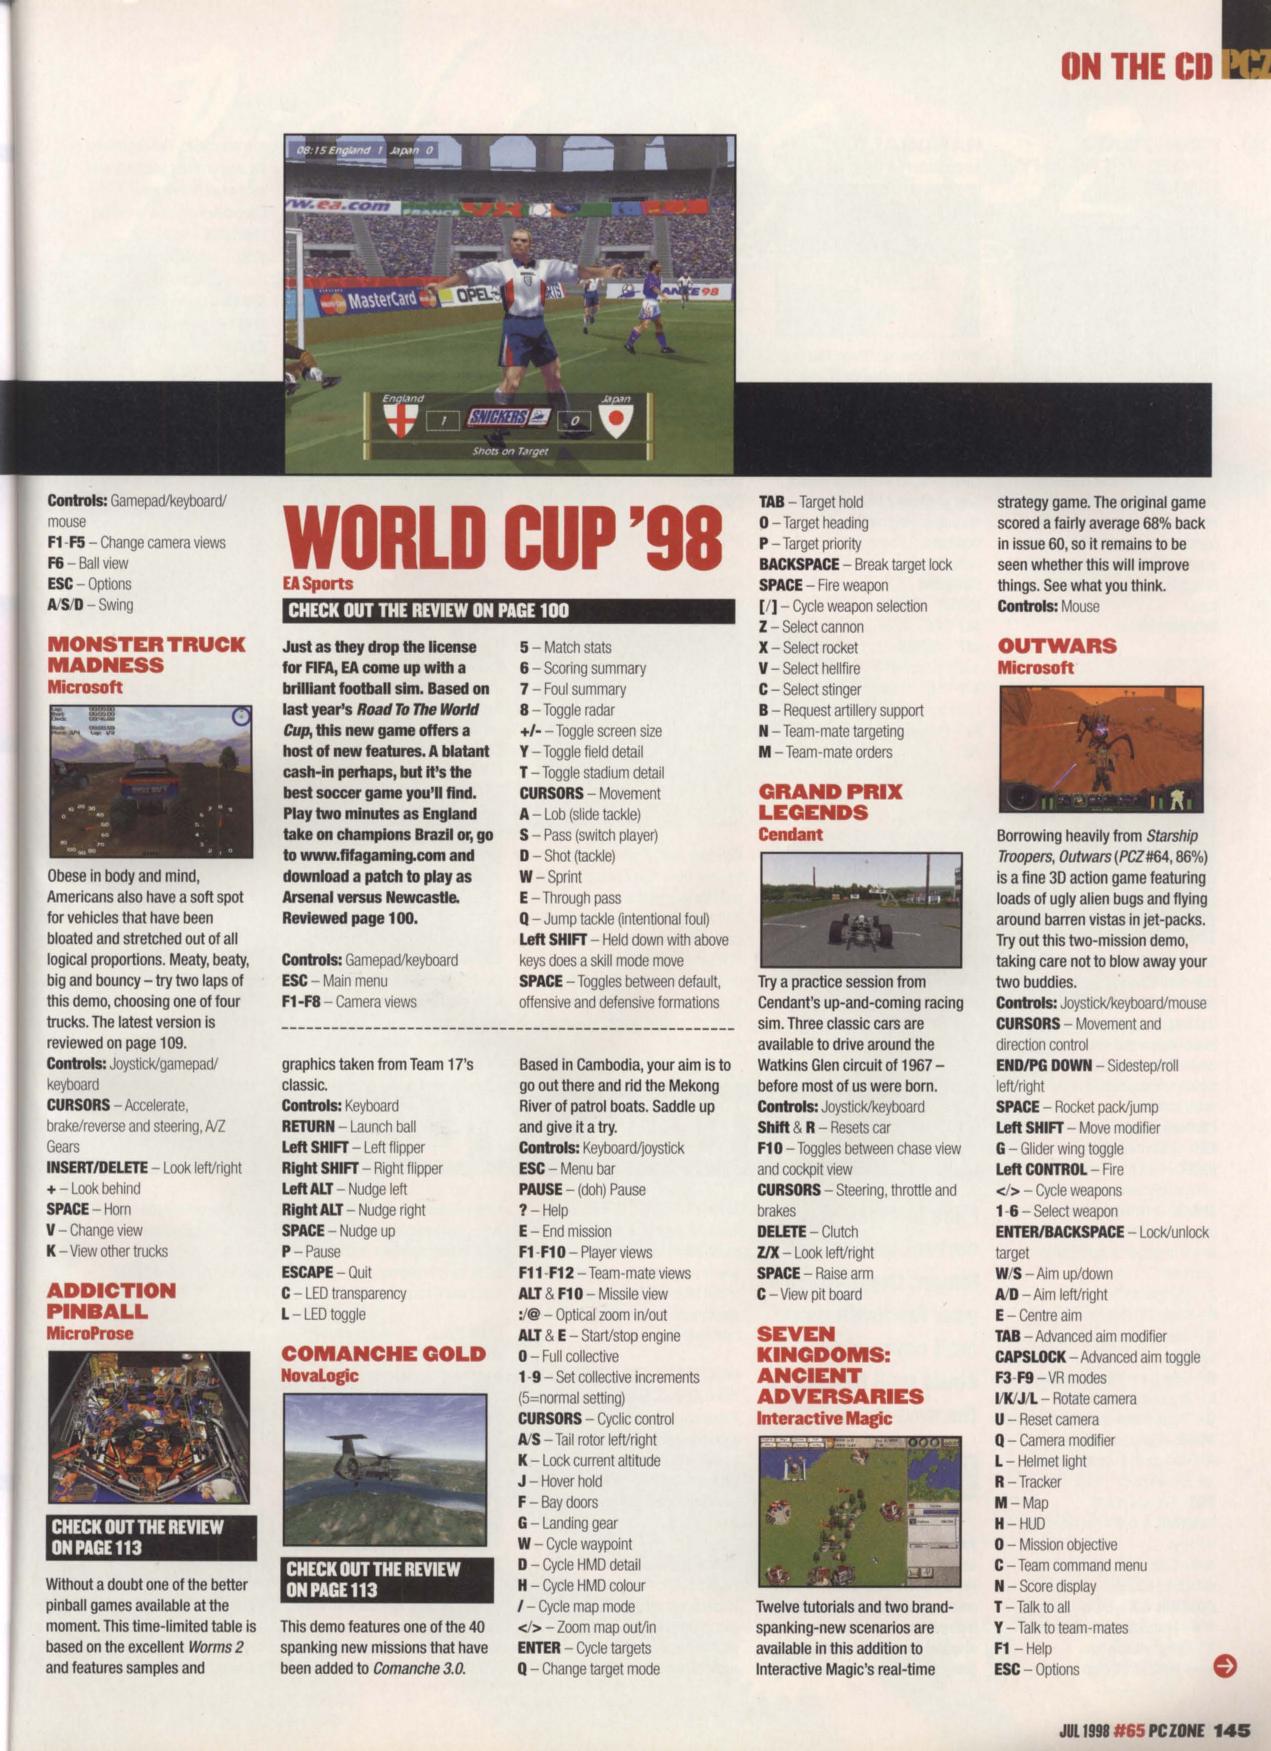 ON THE CD PCZ
08:15 England 1 Japan 0
w.ea.com
FRANCE
MasterCard
OPEL
ANCE 98
England
Japan
1
SNICKERS
0
Shots on Target
Controls: Gamepad/keyboard/
mouse
F1-F5 – Change camera views
F6 – Ball view
ESC – Options
A/S/D – Swing
MONSTER TRUCK
MADNESS
Microsoft
Obese in body and mind,
Americans also have a soft spot
for vehicles that have been
bloated and stretched out of all
logical proportions. Meaty, beaty,
big and bouncy – try two laps of
this demo, choosing one of four
trucks. The latest version is
reviewed on page 109.
Controls: Joystick/gamepad/
keyboard
CURSORS – Accelerate,
brake/reverse and steering, A/Z
Gears
INSERT/DELETE – Look left/right
+ – Look behind
SPACE – Horn
V – Change view
K – View other trucks
ADDICTION
PINBALL
MicroProse
CHECK OUT THE REVIEW
ON PAGE 113
Without a doubt one of the better
pinball games available at the
moment. This time-limited table is
based on the excellent Worms 2
and features samples and
WORLD CUP '98
EA Sports
CHECK OUT THE REVIEW ON PAGE 100
Just as they drop the license
for FIFA, EA come up with a
brilliant football sim. Based on
last year's Road To The World
Cup, this new game offers a
host of new features. A blatant
cash-in perhaps, but it's the
best soccer game you'll find.
Play two minutes as England
take on champions Brazil or, go
to www.fifagaming.com and
download a patch to play as
Arsenal versus Newcastle.
Reviewed page 100.
Controls: Gamepad/keyboard
ESC – Main menu
F1-F8 – Camera views
5 – Match stats
6 – Scoring summary
7 – Foul summary
8 – Toggle radar
+/- – Toggle screen size
Y – Toggle field detail
T – Toggle stadium detail
CURSORS – Movement
A – Lob (slide tackle)
S – Pass (switch player)
D – Shot (tackle)
W – Sprint
E – Through pass
Q – Jump tackle (intentional foul)
Left SHIFT – Held down with above
keys does a skill mode move
SPACE – Toggles between default,
offensive and defensive formations
graphics taken from Team 17's
classic.
Controls: Keyboard
RETURN – Launch ball
Left SHIFT – Left flipper
Right SHIFT – Right flipper
Left ALT – Nudge left
Right ALT – Nudge right
SPACE – Nudge up
P – Pause
ESCAPE – Quit
C – LED transparency
L – LED toggle
COMANCHE GOLD
NovaLogic
CHECK OUT THE REVIEW
ON PAGE 113
This demo features one of the 40
spanking new missions that have
been added to Comanche 3.0.
Based in Cambodia, your aim is to
go out there and rid the Mekong
River of patrol boats. Saddle up
and give it a try.
Controls: Keyboard/joystick
ESC – Menu bar
PAUSE – (doh) Pause
? – Help
E – End mission
F1-F10 – Player views
F11-F12 – Team-mate views
ALT & F10 – Missile view
:/@ – Optical zoom in/out
ALT & E – Start/stop engine
0 – Full collective
1-9 – Set collective increments
(5=normal setting)
CURSORS – Cyclic control
A/S – Tail rotor left/right
K – Lock current altitude
J – Hover hold
F – Bay doors
G – Landing gear
W – Cycle waypoint
D – Cycle HMD detail
H – Cycle HMD colour
/ – Cycle map mode
</> – Zoom map out/in
ENTER – Cycle targets
Q – Change target mode
TAB – Target hold
O – Target heading
P – Target priority
BACKSPACE – Break target lock
SPACE – Fire weapon
[/] – Cycle weapon selection
Z – Select cannon
X – Select rocket
V – Select hellfire
C – Select stinger
B – Request artillery support
N – Team-mate targeting
M – Team-mate orders
GRAND PRIX
LEGENDS
Cendant
Try a practice session from
Cendant's up-and-coming racing
sim. Three classic cars are
available to drive around the
Watkins Glen circuit of 1967 –
before most of us were born.
Controls: Joystick/keyboard
Shift & R – Resets car
F10 – Toggles between chase view
and cockpit view
CURSORS – Steering, throttle and
brakes
DELETE – Clutch
Z/X – Look left/right
SPACE – Raise arm
C – View pit board
SEVEN
KINGDOMS:
ANCIENT
ADVERSARIES
Interactive Magic
Twelve tutorials and two brand-
spanking-new scenarios are
available in this addition to
Interactive Magic's real-time
strategy game. The original game
scored a fairly average 68% back
in issue 60, so it remains to be
seen whether this will improve
things. See what you think.
Controls: Mouse
OUTWARS
Microsoft
Borrowing heavily from Starship
Troopers, Outwars (PCZ #64, 86%)
is a fine 3D action game featuring
loads of ugly alien bugs and flying
around barren vistas in jet-packs.
Try out this two-mission demo,
taking care not to blow away your
two buddies.
Controls: Joystick/keyboard/mouse
CURSORS – Movement and
direction control
END/PG DOWN – Sidestep/roll
left/right
SPACE – Rocket pack/jump
Left SHIFT – Move modifier
G – Glider wing toggle
Left CONTROL – Fire
</> – Cycle weapons
1-6 – Select weapon
ENTER/BACKSPACE – Lock/unlock
target
W/S – Aim up/down
A/D – Aim left/right
E – Centre aim
TAB – Advanced aim modifier
CAPSLOCK – Advanced aim toggle
F3-F9 – VR modes
I/K/J/L – Rotate camera
U – Reset camera
Q – Camera modifier
L – Helmet light
R – Tracker
M – Map
H – HUD
O – Mission objective
C – Team command menu
N – Score display
T – Talk to all
Y – Talk to team-mates
F1 – Help
ESC – Options
JUL 1998 #65 PC ZONE 145